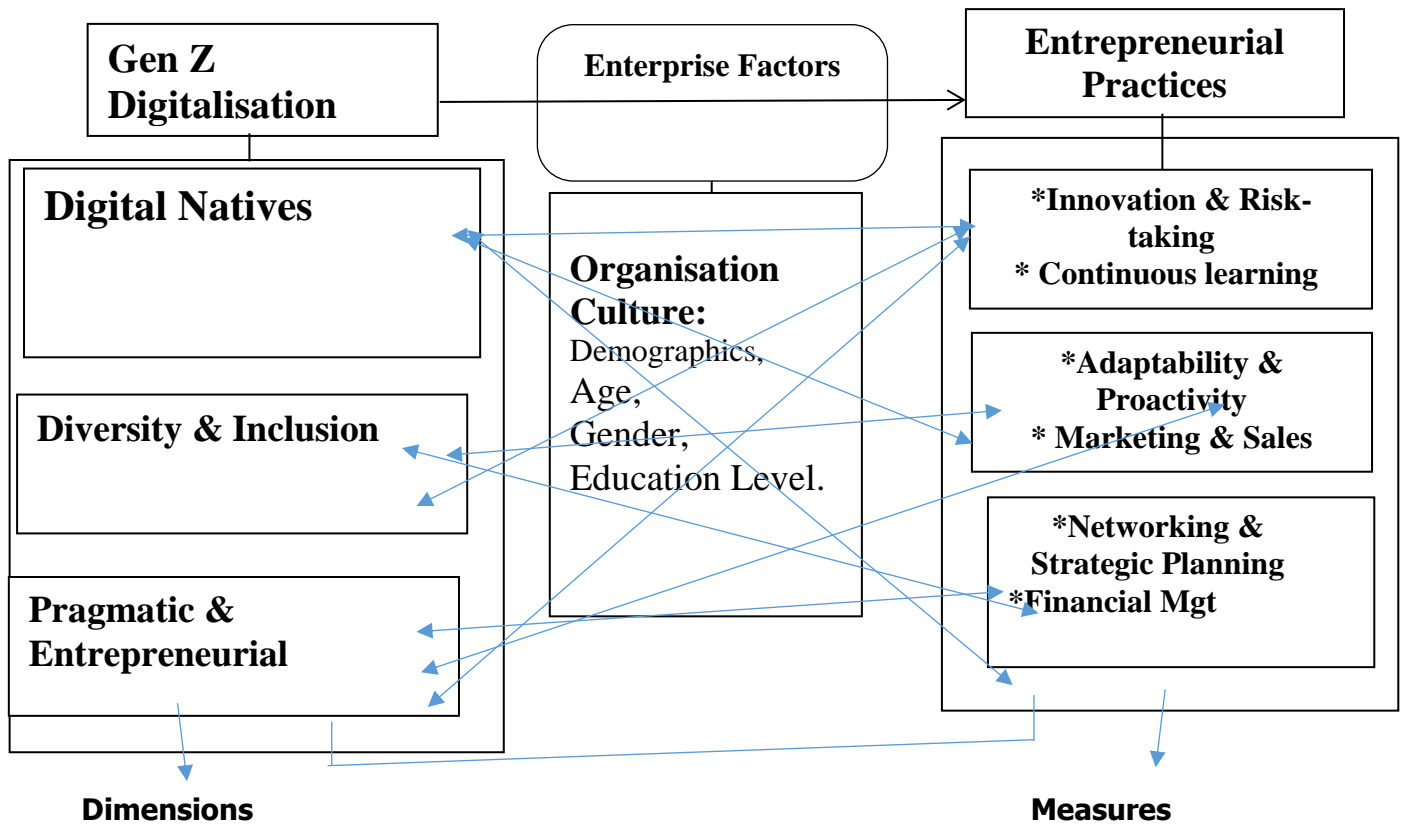 Gen Z
Digitalisation
Enterprise Factors
Entrepreneurial
Practices
Digital Natives
Diversity & Inclusion
Pragmatic &
Entrepreneurial
Organisation
Culture:
Demographics,
Age,
Gender,
Education Level.
*Innovation & Risk-
taking
* Continuous learning
*Adaptability &
Proactivity
* Marketing & Sales
*Networking &
Strategic Planning
*Financial Mgt
Dimensions
Measures